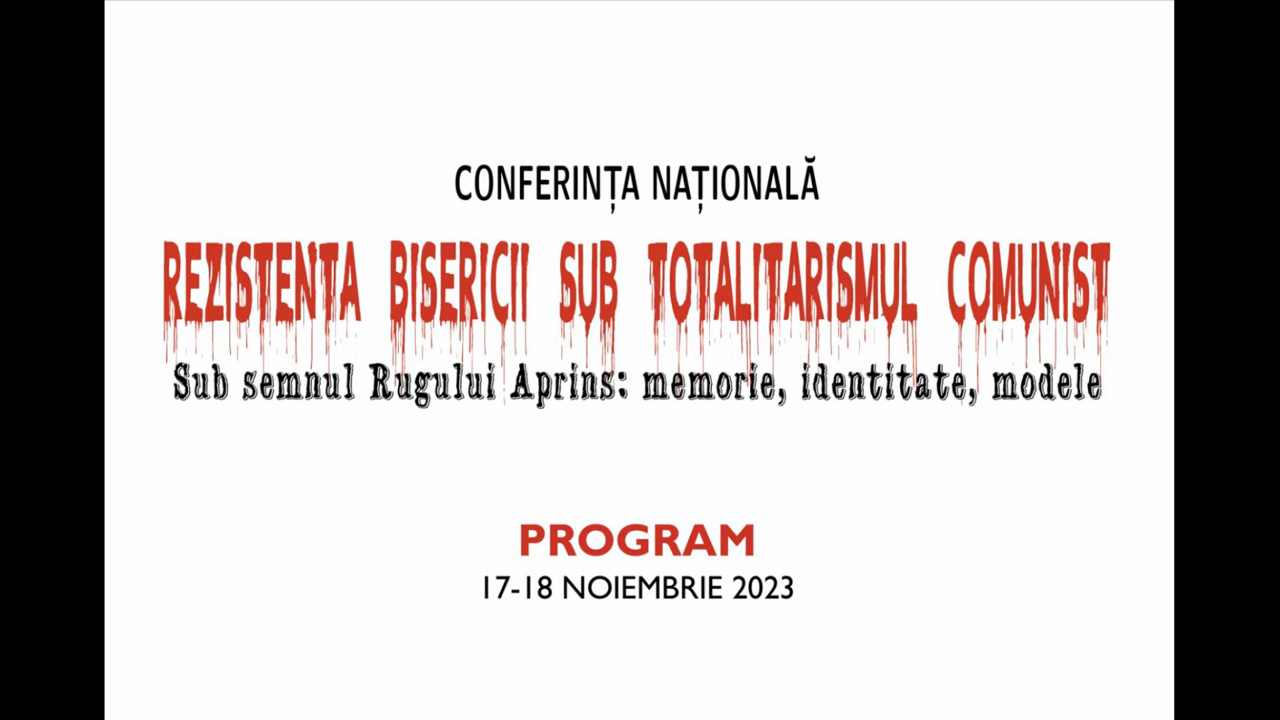 CONFERINȚA NAȚIONALĂ
REZISTENTA BISERICII SUB TOTALITARISMUL COMUNIST
Sub semnul Rugului Aprins: memorie, identitate, modele
PROGRAM
17-18 NOIEMBRIE 2023